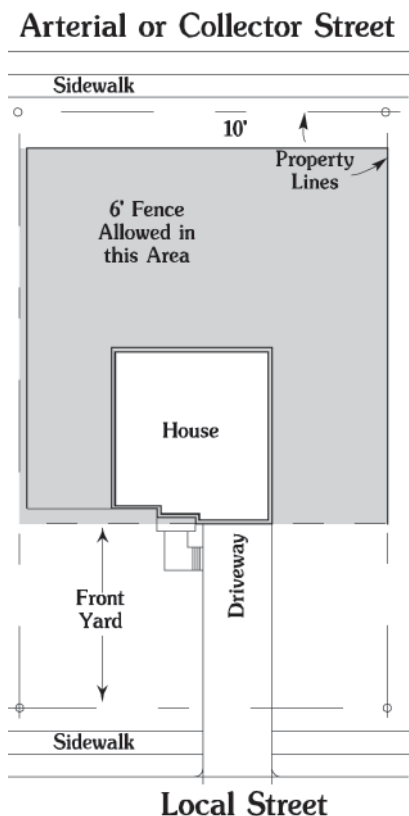 Arterial or Collector Street
Sidewalk
10'
Property
Lines
6' Fence
Allowed in
this Area
House
Driveway
Front
Yard
Sidewalk
Local Street